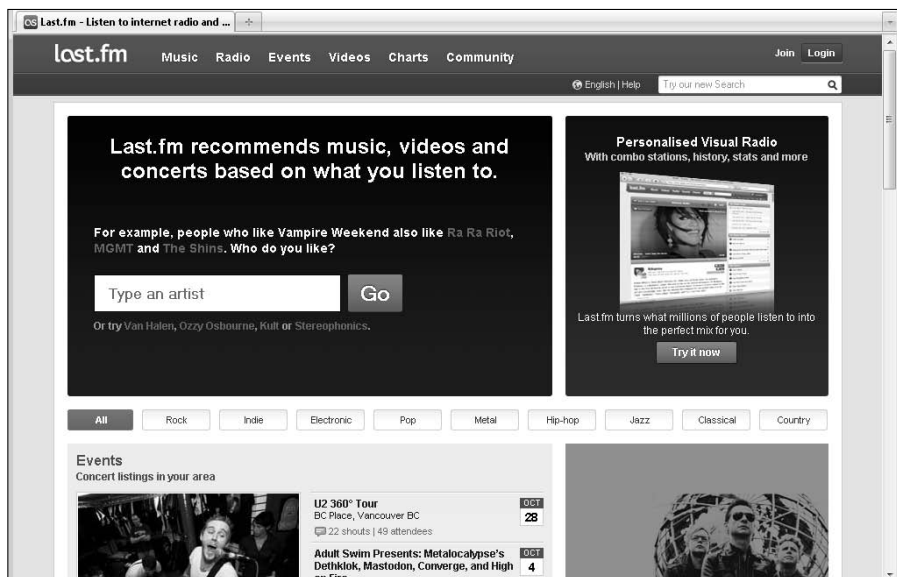 Last.fm - Listen to internet radio and ...
last.fm Music Radio Events Videos Charts Community Join Login
English | Help Try our new Search
Last.fm recommends music, videos and
concerts based on what you listen to.
For example, people who like Vampire Weekend also like Ra Ra Riot,
MGMT and The Shins. Who do you like?
Type an artist Go
Or try Van Halen, Ozzy Osbourne, Kult or Stereophonics.
Personalised Visual Radio
With combo stations, history, stats and more
Last.fm turns what millions of people listen to into
the perfect mix for you.
Try it now
All Rock Indie Electronic Pop Metal Hip-hop Jazz Classical Country
Events
Concert listings in your area
U2 360° Tour
BC Place, Vancouver BC
22 shouts | 49 attendees
OCT
28
Adult Swim Presents: Metalocalypse's
Dethklok, Mastodon, Converge, and High
on Fire
OCT
4